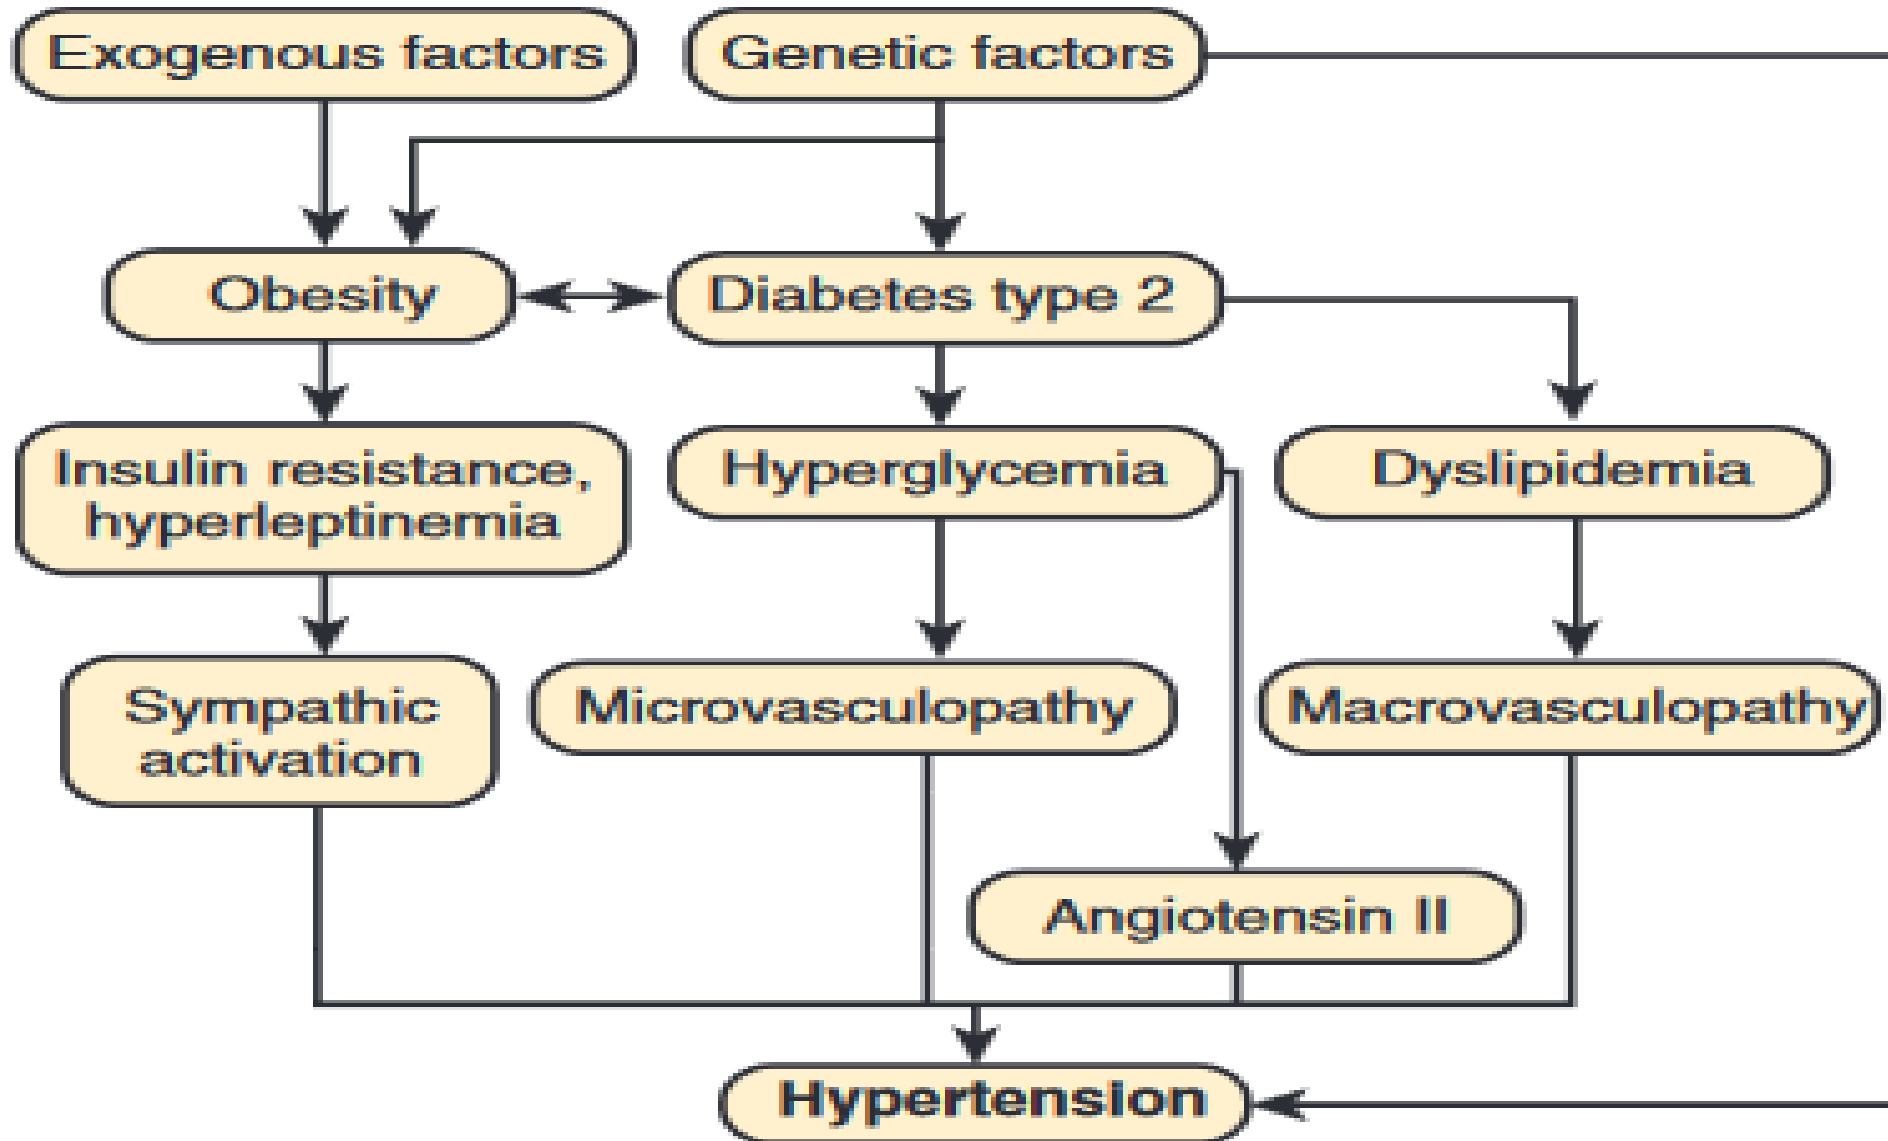 Exogenous factors
Genetic factors
Obesity
Diabetes type 2
Insulin resistance,
hyperleptinemia
Hyperglycemia
Dyslipidemia
Sympathic
activation
Microvasculopathy
Macrovasculopathy
Angiotensin II
Hypertension